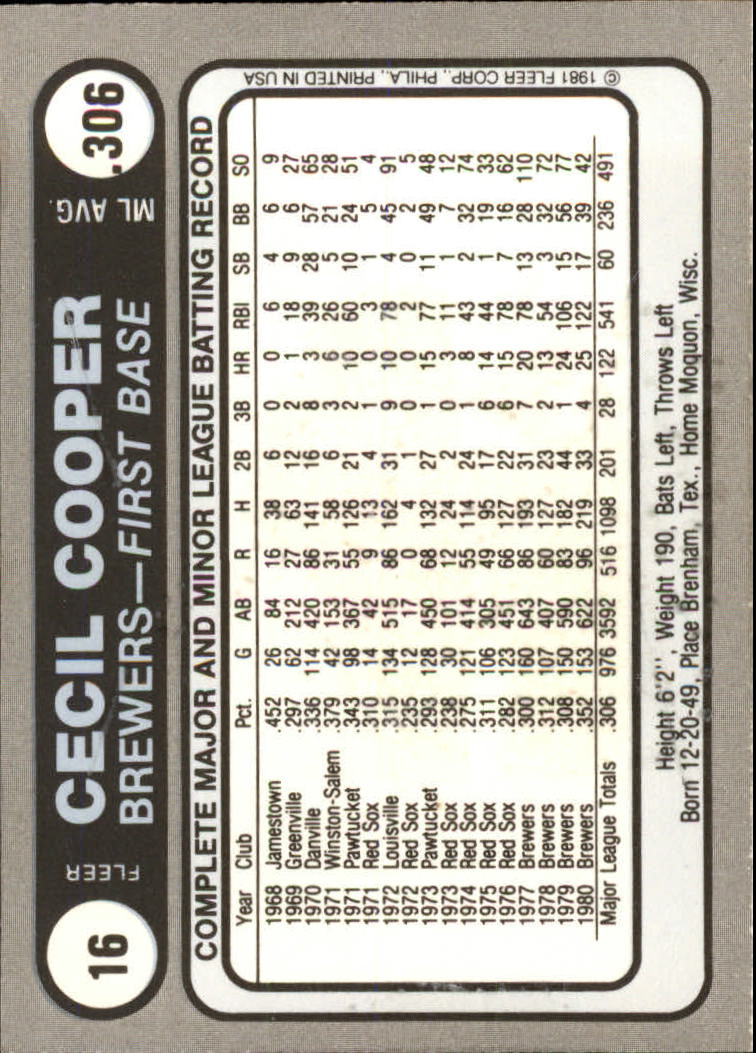 16
FLEER
CECIL COOPER
BREWERS—FIRST BASE
ML AVG.
.306
COMPLETE MAJOR AND MINOR LEAGUE BATTING RECORD
Year Club Pct. G AB R H 2B 3B HR RBI SB BB SO
1968 Jamestown .452 26 84 16 38 6 0 0 6 4 6 9
1969 Greenville .297 62 212 27 63 12 2 1 18 9 6 27
1970 Danville .336 114 420 86 141 16 8 3 39 28 57 65
1971 Winston-Salem .379 42 153 31 58 6 3 6 26 5 21 28
1971 Pawtucket .343 98 367 55 126 21 2 10 60 10 24 51
1971 Red Sox .310 14 42 9 13 4 1 0 3 1 5 4
1972 Louisville .315 134 515 86 162 31 9 10 78 4 45 91
1972 Red Sox .235 12 17 0 4 1 0 0 2 0 2 5
1973 Pawtucket .293 128 450 68 132 27 1 15 77 11 49 48
1973 Red Sox .238 30 101 12 24 2 0 3 11 1 7 12
1974 Red Sox .275 121 414 55 114 24 1 8 43 2 32 74
1975 Red Sox .311 106 305 49 95 17 6 14 44 1 19 33
1976 Red Sox .282 123 451 66 127 22 6 15 78 7 16 62
1977 Brewers .300 160 643 86 193 31 7 20 78 13 28 110
1978 Brewers .312 107 407 60 127 23 2 13 54 3 32 72
1979 Brewers .308 150 590 83 182 44 1 24 106 15 56 77
1980 Brewers .352 153 622 96 219 33 4 25 122 17 39 42
Major League Totals .306 976 3592 516 1098 201 28 122 541 60 236 491
Height 6'2'', Weight 190, Bats Left, Throws Left
Born 12-20-49, Place Brenham, Tex., Home Moquon, Wisc.
© 1981 FLEER CORP., PHILA., PRINTED IN USA